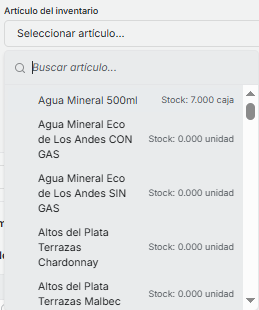 Artículo del inventario
Seleccionar artículo...
Buscar artículo...
Agua Mineral 500ml
Stock: 7.000 caja
Agua Mineral Eco
de Los Andes CON
GAS
Stock: 0.000 unidad
Agua Mineral Eco
de Los Andes SIN
GAS
Stock: 0.000 unidad
Altos del Plata
Terrazas
Chardonnay
Stock: 0.000 unidad
Altos del Plata
Terrazas Malbec
Stock: 0.000 unidad